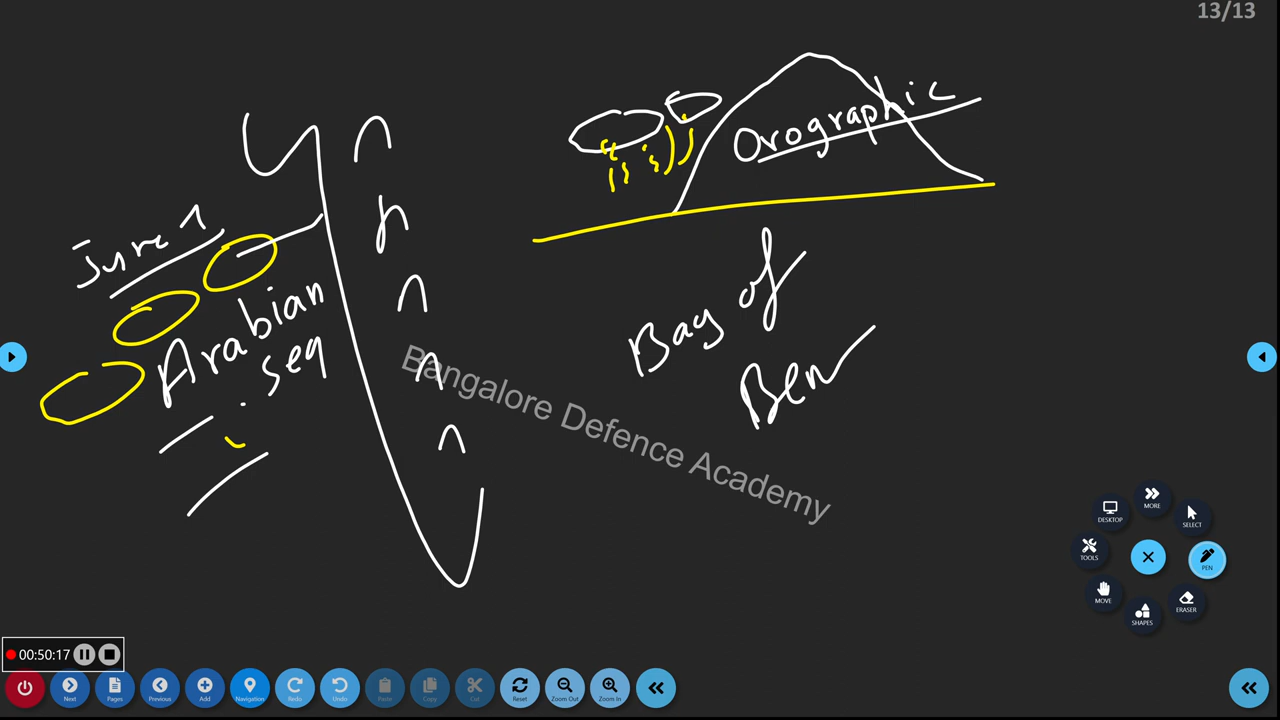 13/13
Orographic
June 1
Arabian
sea
Bay of
Ben
Bangalore Defence Academy
MORE
DESKTOP
SELECT
TOOLS
PEN
MOVE
ERASER
SHAPES
00:50:17
Next
Pages
Previous
Add
Navigation
Redo
Undo
Paste
Copy
Cut
Reset
Zoom Out
Zoom In